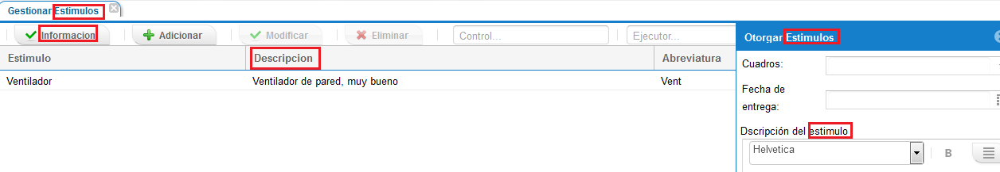 Gestionar Estimulos
Informacion Adicionar Modificar Eliminar Control... Ejecutor...
Estimulo Descripcion Abreviatura
Ventilador Ventilador de pared, muy bueno Vent
Otorgar Estimulos
Cuadros:
Fecha de
entrega:
Dscripción del estimulo
Helvetica B